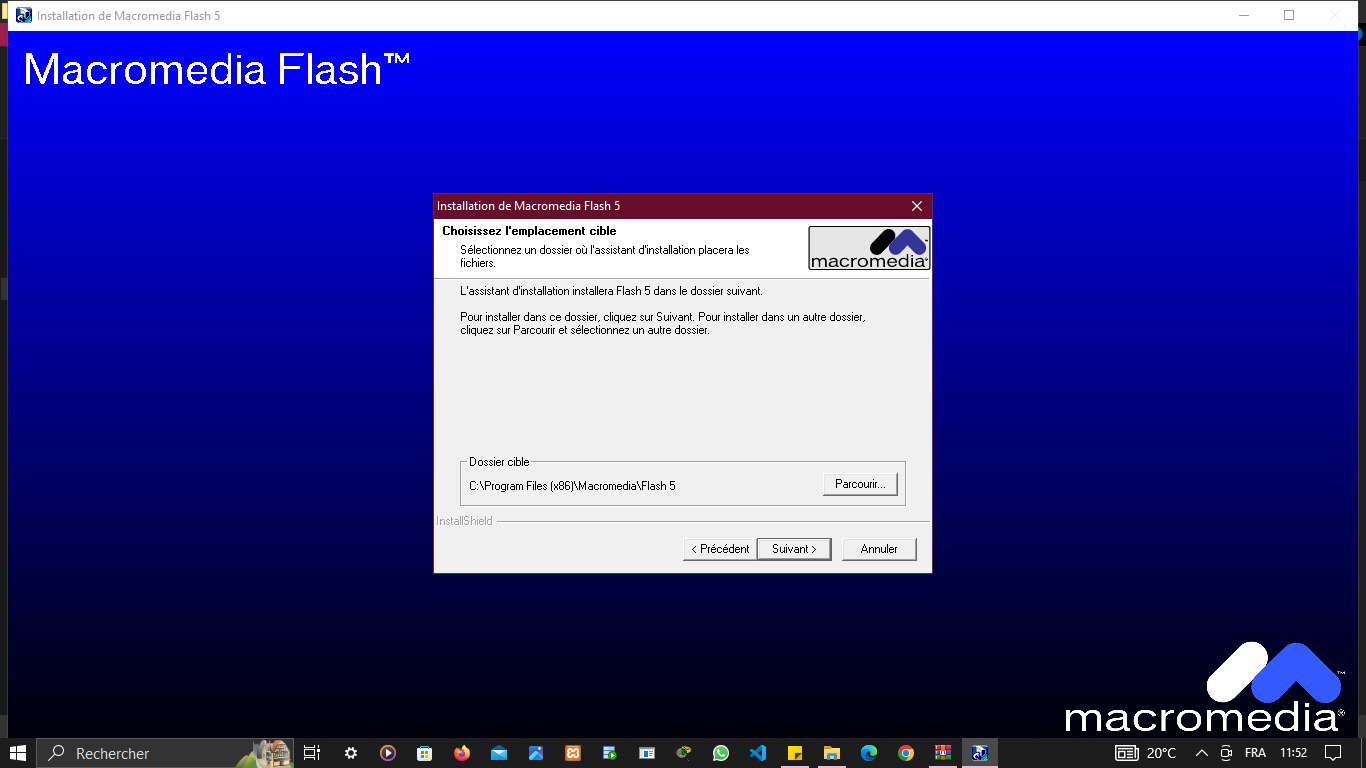 Installation de Macromedia Flash 5
Macromedia Flash™
Installation de Macromedia Flash 5
Choisissez l'emplacement cible
Sélectionnez un dossier où l'assistant d'installation placera les
fichiers.
macromedia®
L'assistant d'installation installera Flash 5 dans le dossier suivant.
Pour installer dans ce dossier, cliquez sur Suivant. Pour installer dans un autre dossier,
cliquez sur Parcourir et sélectionnez un autre dossier.
Dossier cible
C:\Program Files (x86)\Macromedia\Flash 5
Parcourir...
InstallShield
< Précédent
Suivant >
Annuler
™
macromedia®
Rechercher
20°C
FRA
11:52